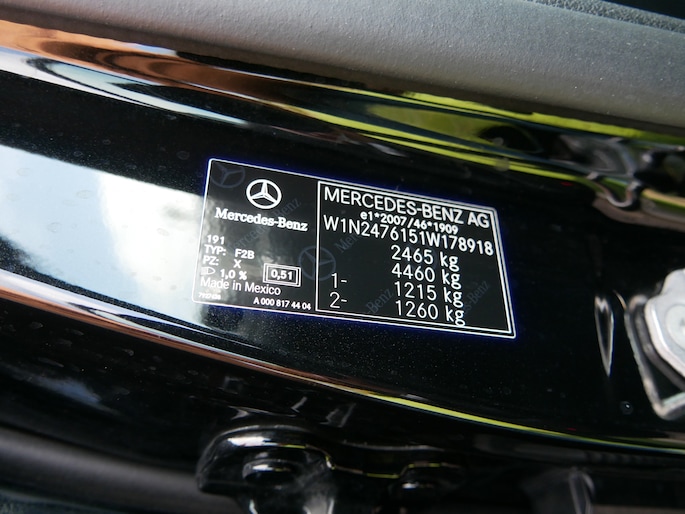 Mercedes-Benz
191
TYP: F2B
PZ: X
1,0 % 0,51
Made in Mexico
A 000 817 44 04
MERCEDES-BENZ AG
e1*2007/46*1909
W1N2476151W178918
2465 kg
4460 kg
1- 1215 kg
2- 1260 kg